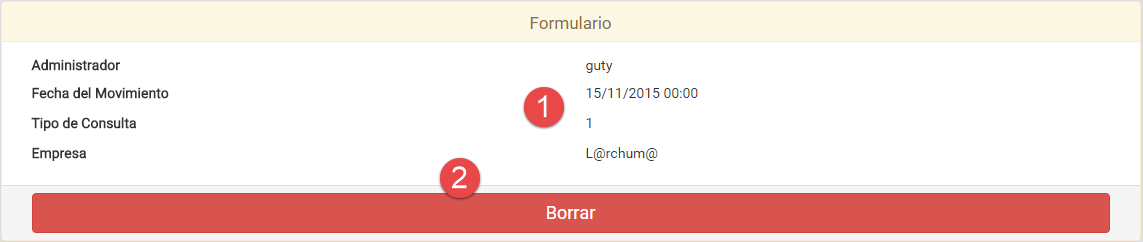 Formulario
Administrador guty
Fecha del Movimiento 15/11/2015 00:00
1
Tipo de Consulta 1
Empresa L@rchum@
2
Borrar